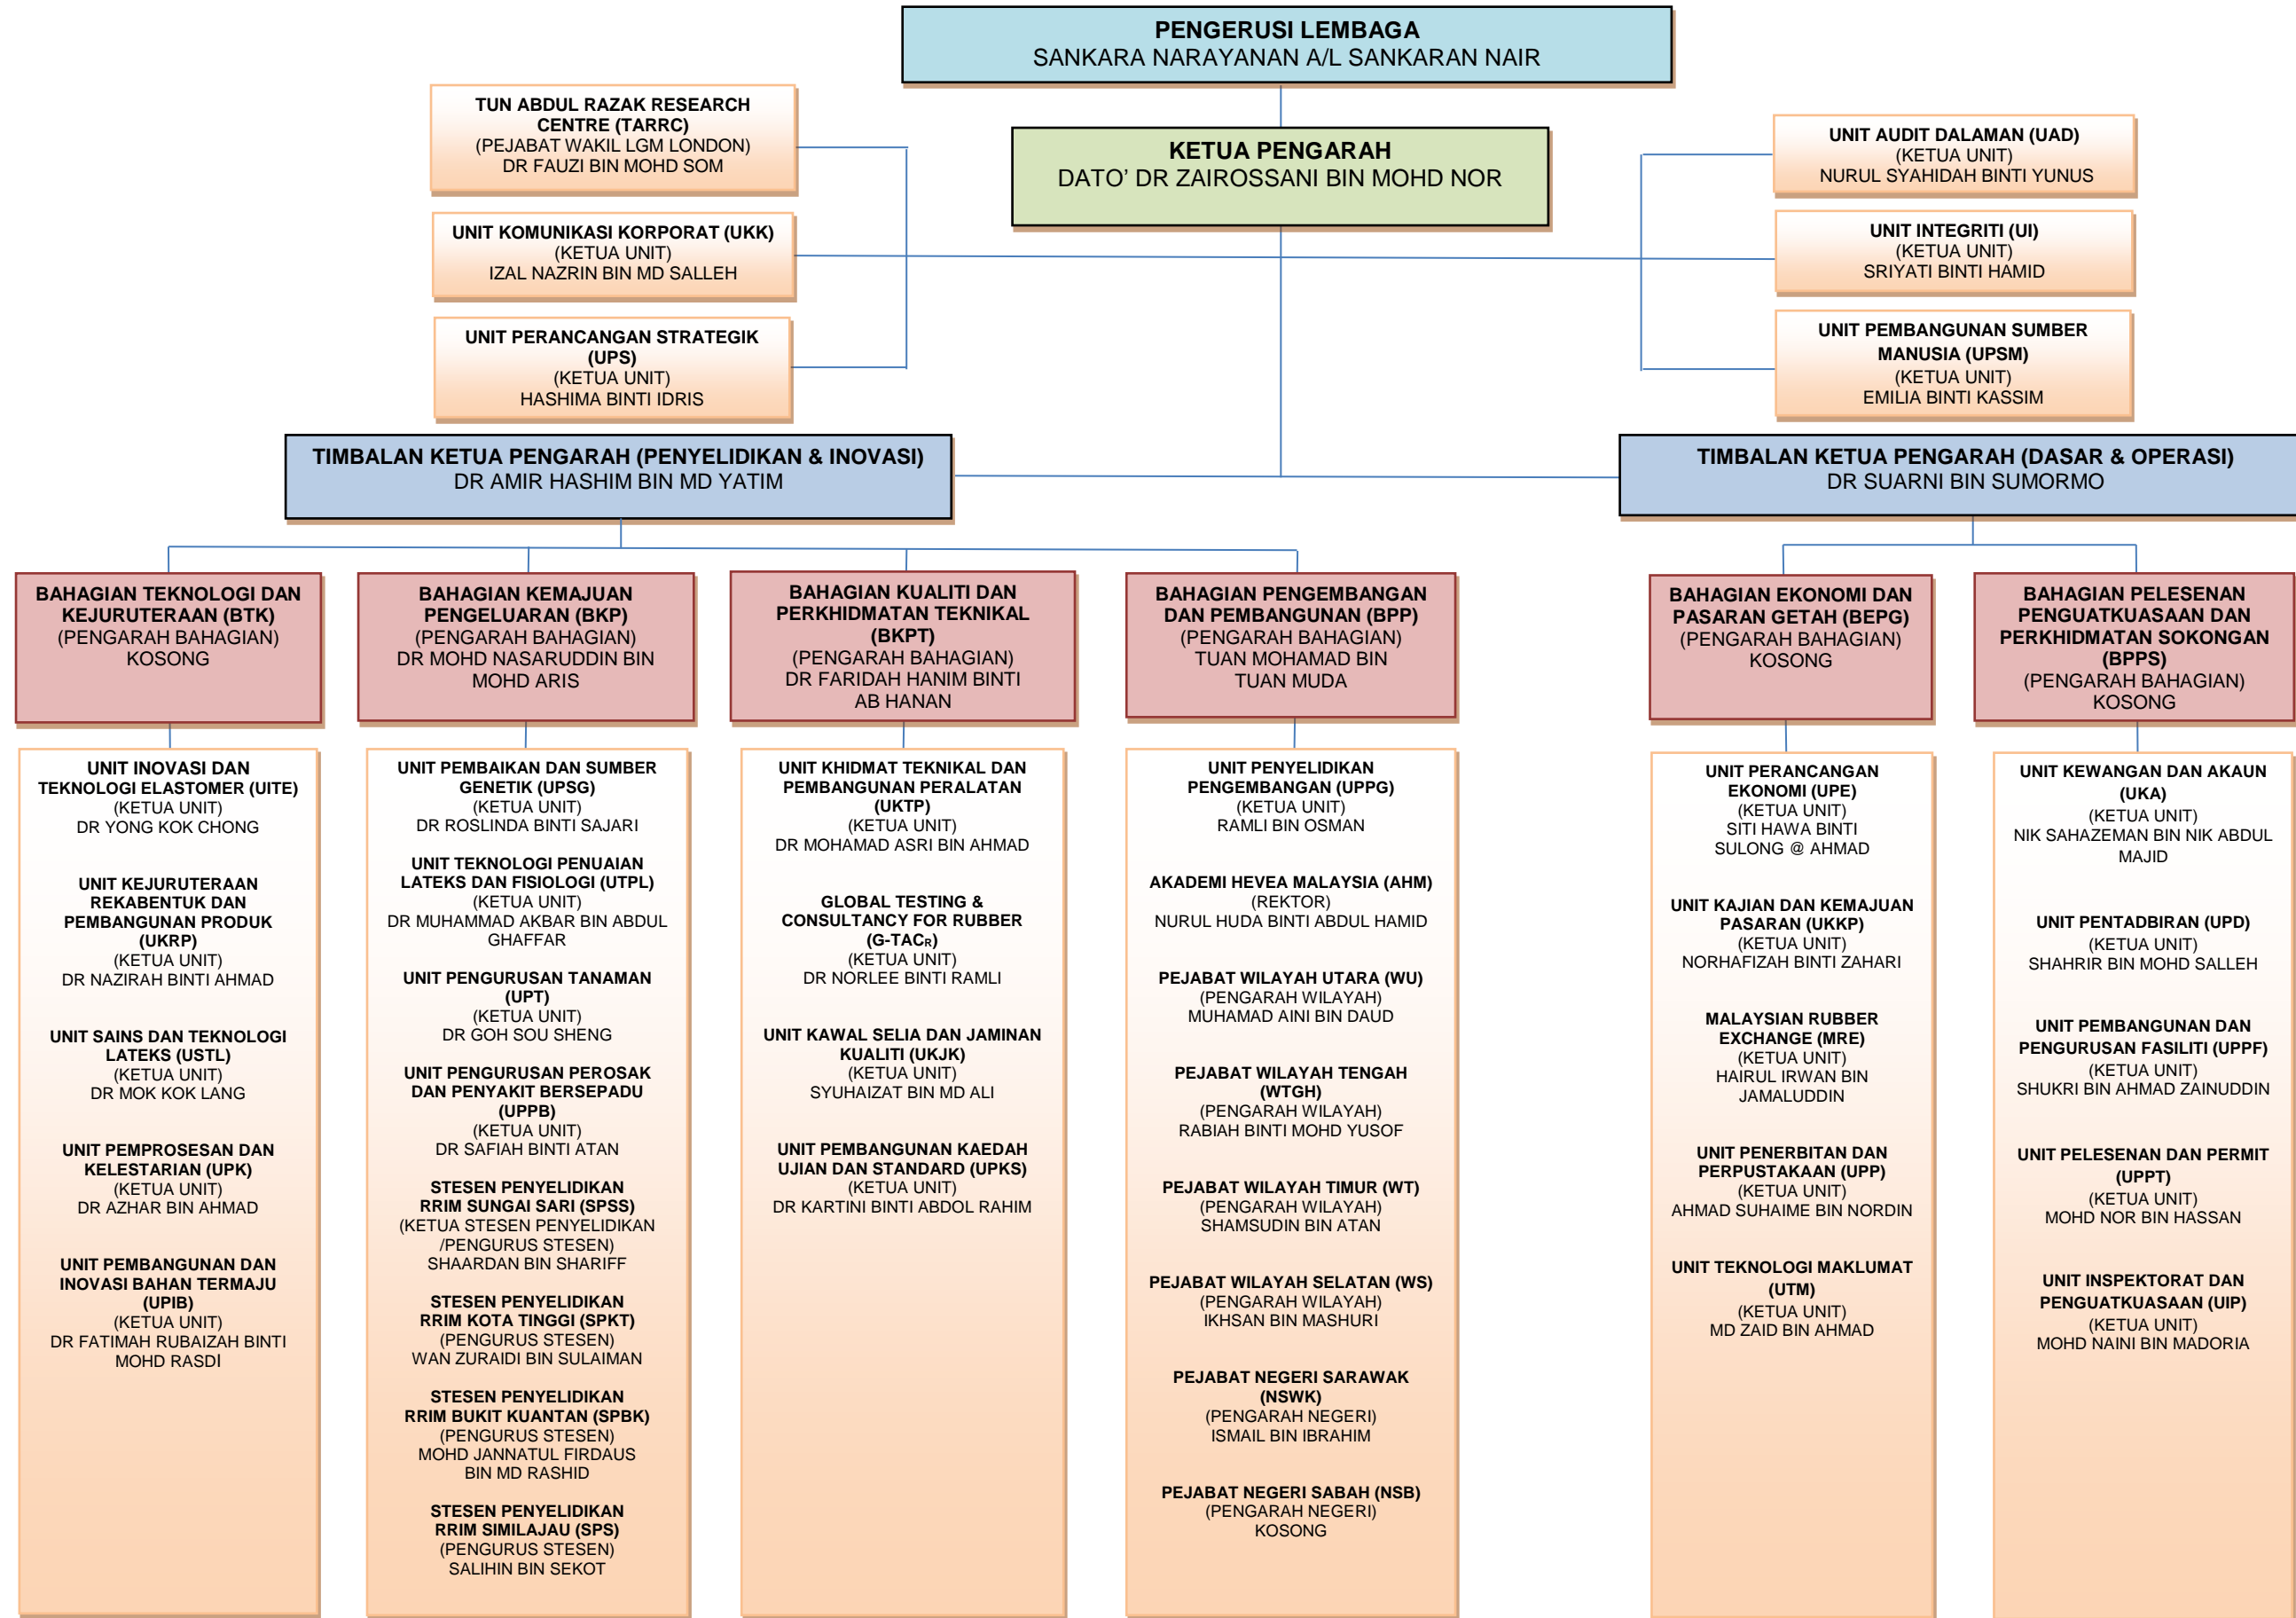 PENGERUSI LEMBAGA
SANKARA NARAYANAN A/L SANKARAN NAIR
KETUA PENGARAH
DATO’ DR ZAIROSSANI BIN MOHD NOR
TUN ABDUL RAZAK RESEARCH
CENTRE (TARRC)
(PEJABAT WAKIL LGM LONDON)
DR FAUZI BIN MOHD SOM
UNIT KOMUNIKASI KORPORAT (UKK)
(KETUA UNIT)
IZAL NAZRIN BIN MD SALLEH
UNIT PERANCANGAN STRATEGIK
(UPS)
(KETUA UNIT)
HASHIMA BINTI IDRIS
UNIT AUDIT DALAMAN (UAD)
(KETUA UNIT)
NURUL SYAHIDAH BINTI YUNUS
UNIT INTEGRITI (UI)
(KETUA UNIT)
SRIYATI BINTI HAMID
UNIT PEMBANGUNAN SUMBER
MANUSIA (UPSM)
(KETUA UNIT)
EMILIA BINTI KASSIM
TIMBALAN KETUA PENGARAH (PENYELIDIKAN & INOVASI)
DR AMIR HASHIM BIN MD YATIM
TIMBALAN KETUA PENGARAH (DASAR & OPERASI)
DR SUARNI BIN SUMORMO
BAHAGIAN TEKNOLOGI DAN
KEJURUTERAAN (BTK)
(PENGARAH BAHAGIAN)
KOSONG
BAHAGIAN KEMAJUAN
PENGELUARAN (BKP)
(PENGARAH BAHAGIAN)
DR MOHD NASARUDDIN BIN
MOHD ARIS
BAHAGIAN KUALITI DAN
PERKHIDMATAN TEKNIKAL
(BKPT)
(PENGARAH BAHAGIAN)
DR FARIDAH HANIM BINTI
AB HANAN
BAHAGIAN PENGEMBANGAN
DAN PEMBANGUNAN (BPP)
(PENGARAH BAHAGIAN)
TUAN MOHAMAD BIN
TUAN MUDA
BAHAGIAN EKONOMI DAN
PASARAN GETAH (BEPG)
(PENGARAH BAHAGIAN)
KOSONG
BAHAGIAN PELESENAN
PENGUATKUASAAN DAN
PERKHIDMATAN SOKONGAN
(BPPS)
(PENGARAH BAHAGIAN)
KOSONG
UNIT INOVASI DAN
TEKNOLOGI ELASTOMER (UITE)
(KETUA UNIT)
DR YONG KOK CHONG
UNIT KEJURUTERAAN
REKABENTUK DAN
PEMBANGUNAN PRODUK
(UKRP)
(KETUA UNIT)
DR NAZIRAH BINTI AHMAD
UNIT SAINS DAN TEKNOLOGI
LATEKS (USTL)
(KETUA UNIT)
DR MOK KOK LANG
UNIT PEMPROSESAN DAN
KELESTARIAN (UPK)
(KETUA UNIT)
DR AZHAR BIN AHMAD
UNIT PEMBANGUNAN DAN
INOVASI BAHAN TERMAJU
(UPIB)
(KETUA UNIT)
DR FATIMAH RUBAIZAH BINTI
MOHD RASDI
UNIT PEMBAIKAN DAN SUMBER
GENETIK (UPSG)
(KETUA UNIT)
DR ROSLINDA BINTI SAJARI
UNIT TEKNOLOGI PENUAIAN
LATEKS DAN FISIOLOGI (UTPL)
(KETUA UNIT)
DR MUHAMMAD AKBAR BIN ABDUL
GHAFFAR
UNIT PENGURUSAN TANAMAN
(UPT)
(KETUA UNIT)
DR GOH SOU SHENG
UNIT PENGURUSAN PEROSAK
DAN PENYAKIT BERSEPADU
(UPPB)
(KETUA UNIT)
DR SAFIAH BINTI ATAN
STESEN PENYELIDIKAN
RRIM SUNGAI SARI (SPSS)
(KETUA STESEN PENYELIDIKAN
/PENGURUS STESEN)
SHAARDAN BIN SHARIFF
STESEN PENYELIDIKAN
RRIM KOTA TINGGI (SPKT)
(PENGURUS STESEN)
WAN ZURAIDI BIN SULAIMAN
STESEN PENYELIDIKAN
RRIM BUKIT KUANTAN (SPBK)
(PENGURUS STESEN)
MOHD JANNATUL FIRDAUS
BIN MD RASHID
STESEN PENYELIDIKAN
RRIM SIMILAJAU (SPS)
(PENGURUS STESEN)
SALIHIN BIN SEKOT
UNIT KHIDMAT TEKNIKAL DAN
PEMBANGUNAN PERALATAN
(UKTP)
(KETUA UNIT)
DR MOHAMAD ASRI BIN AHMAD
GLOBAL TESTING &
CONSULTANCY FOR RUBBER
(G-TACR)
(KETUA UNIT)
DR NORLEE BINTI RAMLI
UNIT KAWAL SELIA DAN JAMINAN
KUALITI (UKJK)
(KETUA UNIT)
SYUHAIZAT BIN MD ALI
UNIT PEMBANGUNAN KAEDAH
UJIAN DAN STANDARD (UPKS)
(KETUA UNIT)
DR KARTINI BINTI ABDOL RAHIM
UNIT PENYELIDIKAN
PENGEMBANGAN (UPPG)
(KETUA UNIT)
RAMLI BIN OSMAN
AKADEMI HEVEA MALAYSIA (AHM)
(REKTOR)
NURUL HUDA BINTI ABDUL HAMID
PEJABAT WILAYAH UTARA (WU)
(PENGARAH WILAYAH)
MUHAMAD AINI BIN DAUD
PEJABAT WILAYAH TENGAH
(WTGH)
(PENGARAH WILAYAH)
RABIAH BINTI MOHD YUSOF
PEJABAT WILAYAH TIMUR (WT)
(PENGARAH WILAYAH)
SHAMSUDIN BIN ATAN
PEJABAT WILAYAH SELATAN (WS)
(PENGARAH WILAYAH)
IKHSAN BIN MASHURI
PEJABAT NEGERI SARAWAK
(NSWK)
(PENGARAH NEGERI)
ISMAIL BIN IBRAHIM
PEJABAT NEGERI SABAH (NSB)
(PENGARAH NEGERI)
KOSONG
UNIT PERANCANGAN
EKONOMI (UPE)
(KETUA UNIT)
SITI HAWA BINTI
SULONG @ AHMAD
UNIT KAJIAN DAN KEMAJUAN
PASARAN (UKKP)
(KETUA UNIT)
NORHAFIZAH BINTI ZAHARI
MALAYSIAN RUBBER
EXCHANGE (MRE)
(KETUA UNIT)
HAIRUL IRWAN BIN
JAMALUDDIN
UNIT PENERBITAN DAN
PERPUSTAKAAN (UPP)
(KETUA UNIT)
AHMAD SUHAIME BIN NORDIN
UNIT TEKNOLOGI MAKLUMAT
(UTM)
(KETUA UNIT)
MD ZAID BIN AHMAD
UNIT KEWANGAN DAN AKAUN
(UKA)
(KETUA UNIT)
NIK SAHAZEMAN BIN NIK ABDUL
MAJID
UNIT PENTADBIRAN (UPD)
(KETUA UNIT)
SHAHRIR BIN MOHD SALLEH
UNIT PEMBANGUNAN DAN
PENGURUSAN FASILITI (UPPF)
(KETUA UNIT)
SHUKRI BIN AHMAD ZAINUDDIN
UNIT PELESENAN DAN PERMIT
(UPPT)
(KETUA UNIT)
MOHD NOR BIN HASSAN
UNIT INSPEKTORAT DAN
PENGUATKUASAAN (UIP)
(KETUA UNIT)
MOHD NAINI BIN MADORIA